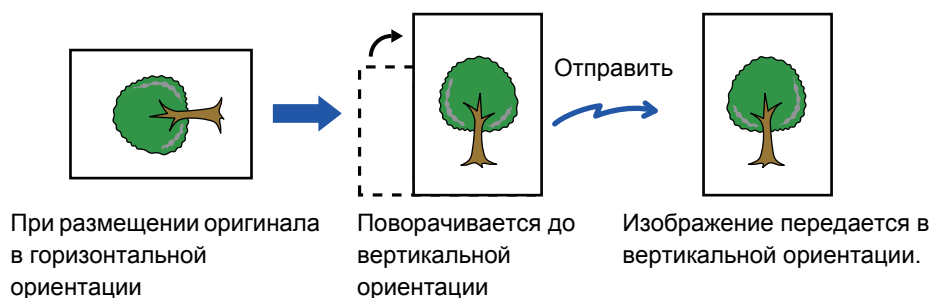 Отправить
При размещении оригинала
в горизонтальной
ориентации
Поворачивается до
вертикальной
ориентации
Изображение передается в
вертикальной ориентации.